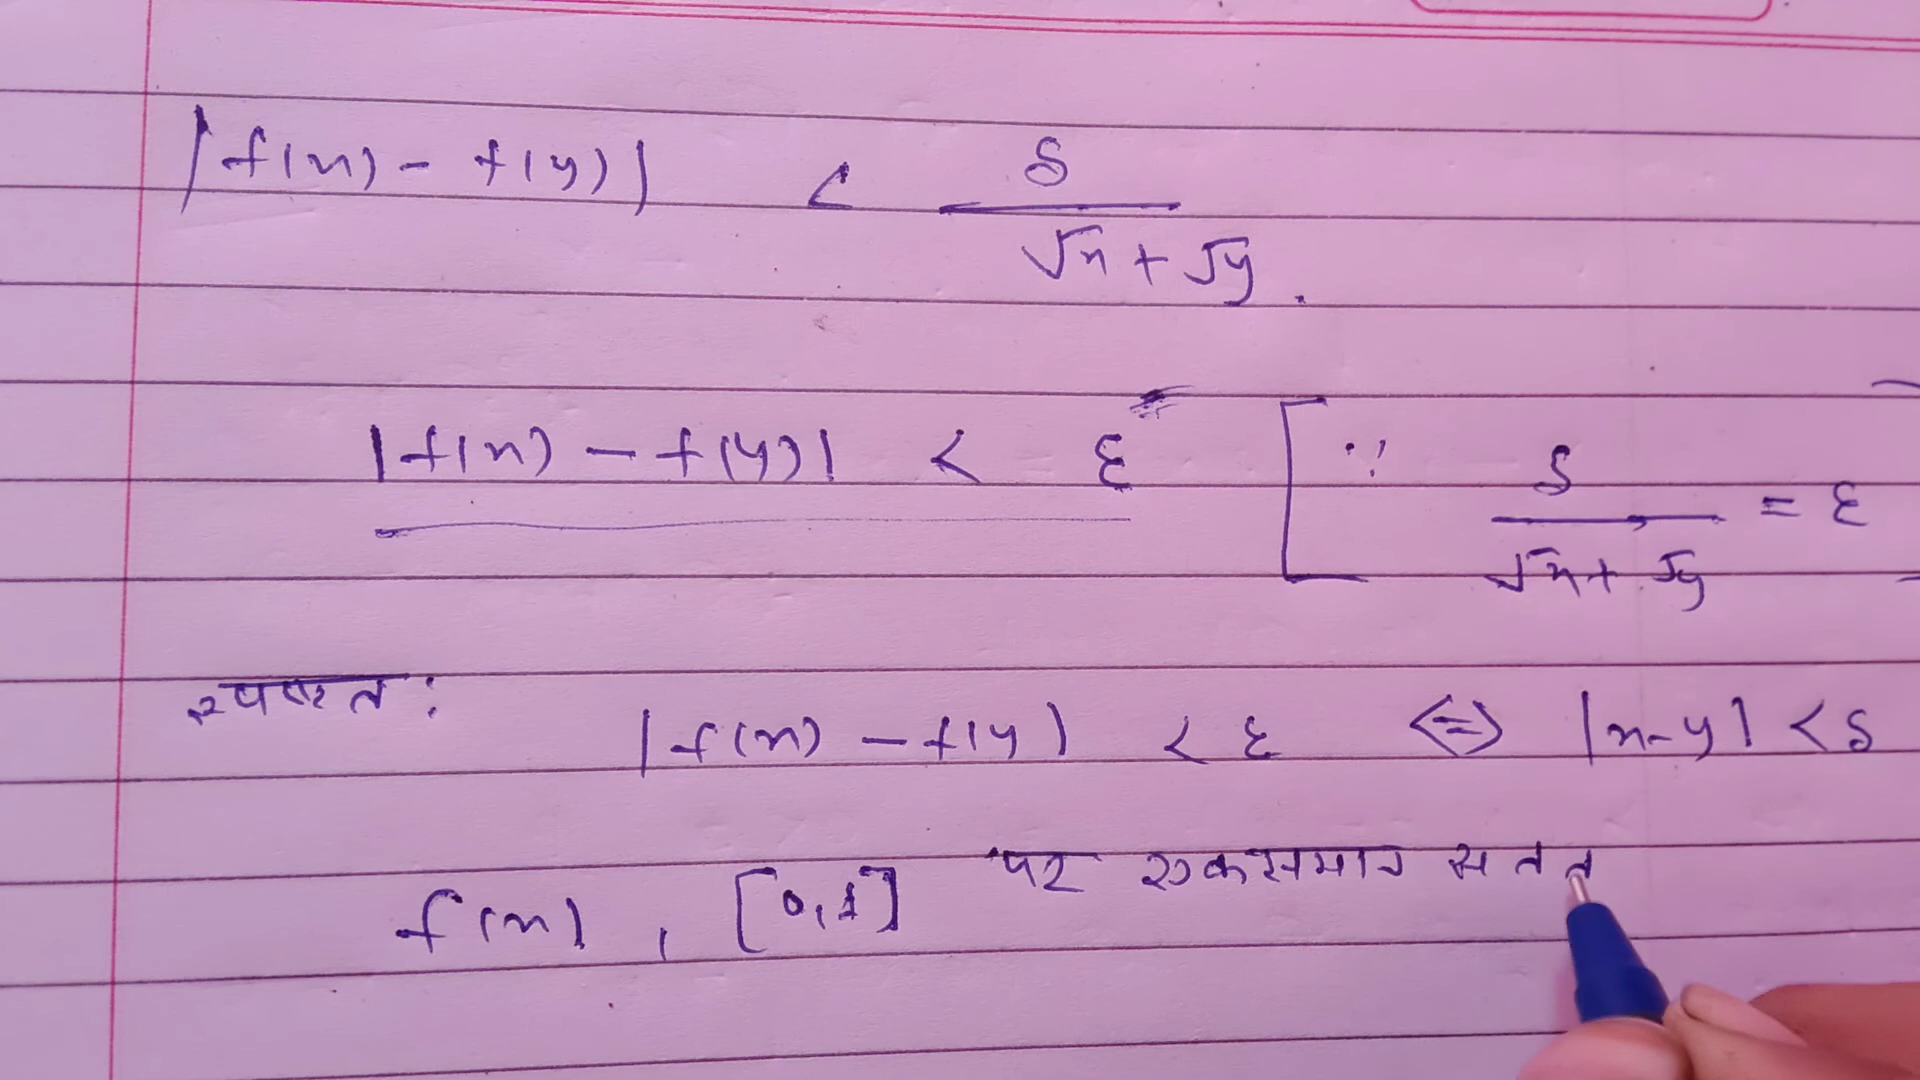 |f(x) - f(y)| < δ / √x + √y .
|f(x) - f(y)| < ε [ ∵ δ / √x + √y = ε
स्पष्टत : |f(x) - f(y) | < ε ⇔ |x-y| < δ
f(x) , [0,1] पर एकसमान सतत